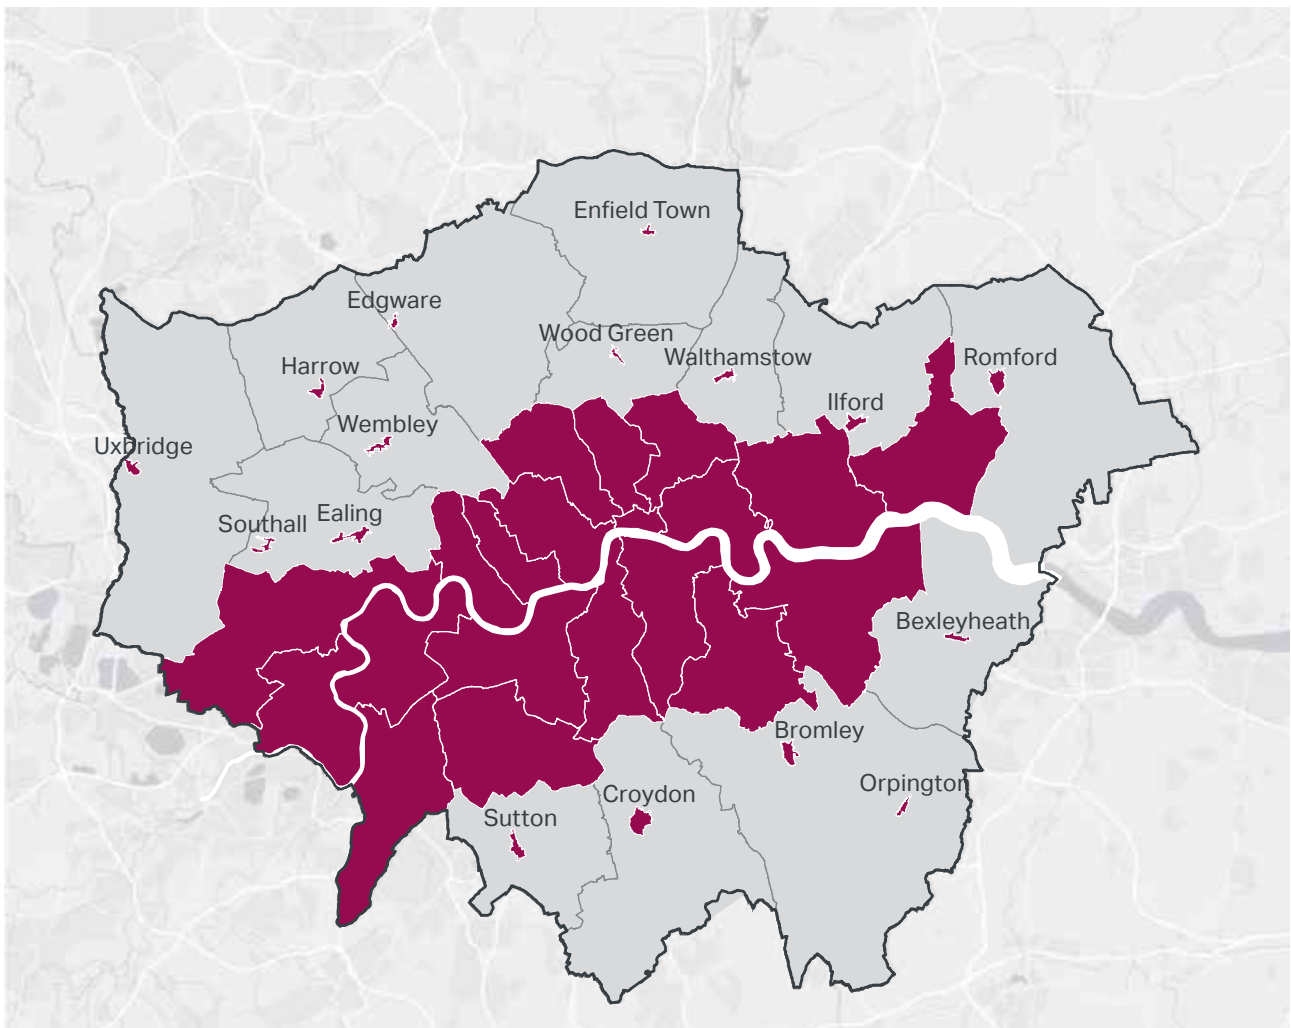 Enfield Town
Edgware
Wood Green
Walthamstow
Romford
Harrow
Ilford
Wembley
Uxbridge
Southall
Ealing
Bexleyheath
Bromley
Orpington
Croydon
Sutton